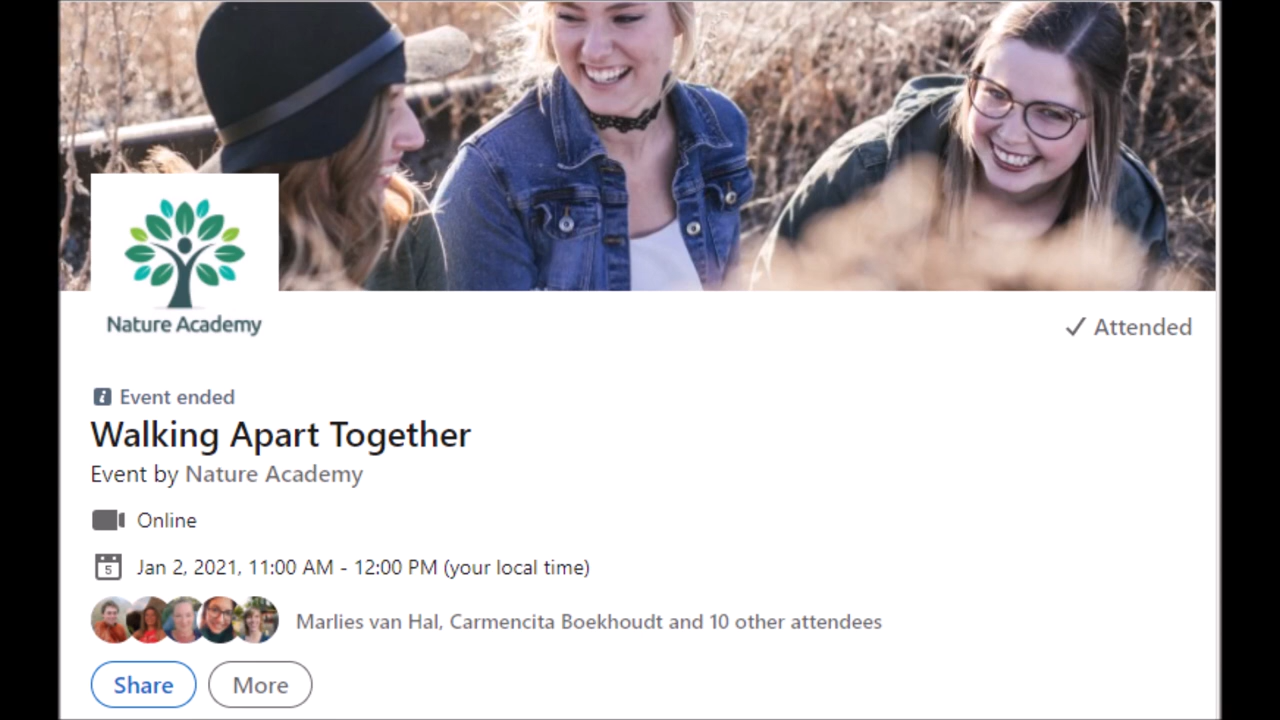 Nature Academy
Attended
Event ended
Walking Apart Together
Event by Nature Academy
Online
5
Jan 2, 2021, 11:00 AM - 12:00 PM (your local time)
Marlies van Hal, Carmencita Boekhoudt and 10 other attendees
Share
More